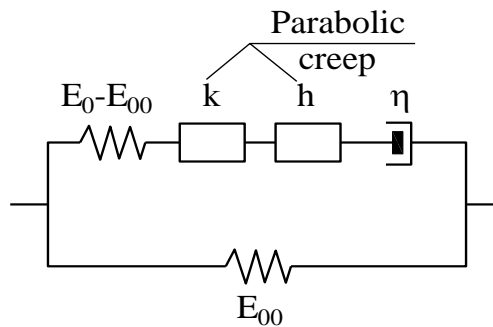 Parabolic
creep
E₀-E₀₀ k h η
E₀₀